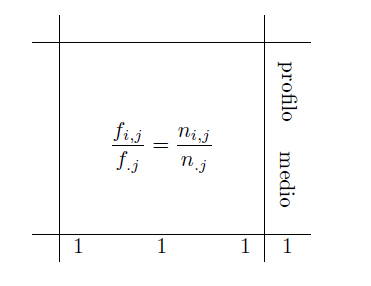 f_{i,j} / f_{.j} = n_{i,j} / n_{.j}
profilo medio
1 1 1 1